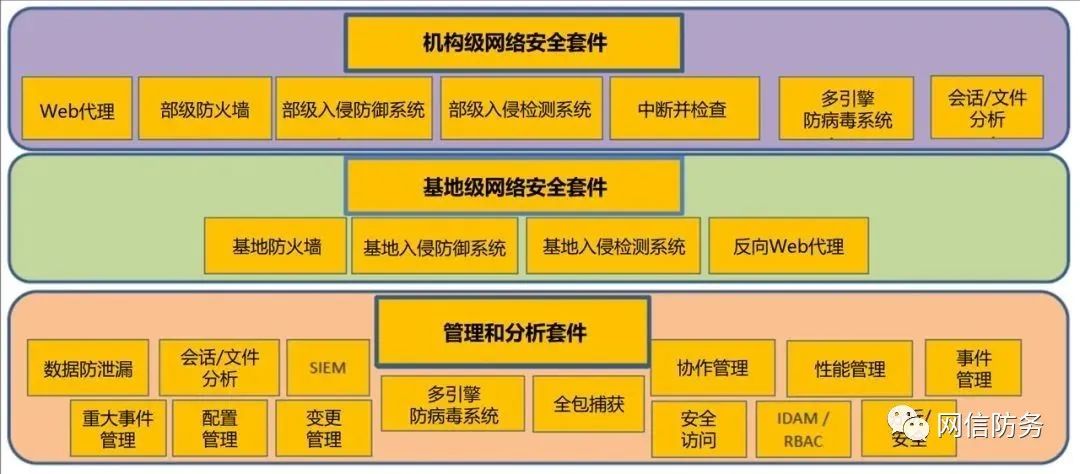 机构级网络安全套件
Web代理
部级防火墙
部级入侵防御系统
部级入侵检测系统
中断并检查
多引擎
防病毒系统
会话/文件
分析
基地级网络安全套件
基地防火墙
基地入侵防御系统
基地入侵检测系统
反向Web代理
管理和分析套件
数据防泄漏
会话/文件
分析
SIEM
多引擎
防病毒系统
全包捕获
协作管理
性能管理
事件
管理
重大事件
管理
配置
管理
变更
管理
安全
访问
IDAM /
RBAC
安全
网信防务